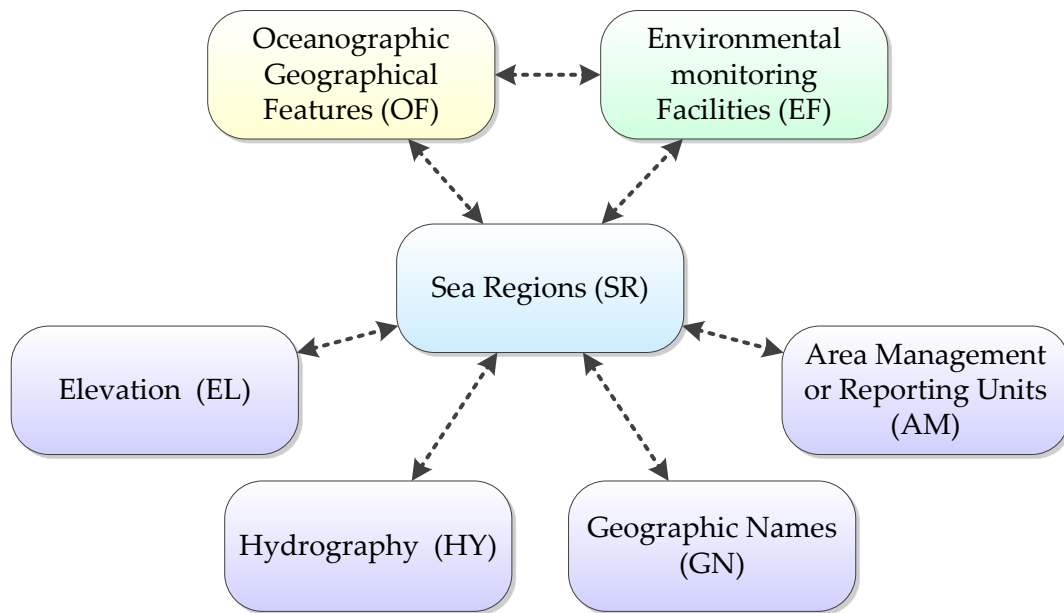 Oceanographic
Geographical
Features (OF)
Environmental
monitoring
Facilities (EF)
Sea Regions (SR)
Elevation  (EL)
Area Management
or Reporting Units
(AM)
Hydrography  (HY)
Geographic Names
(GN)